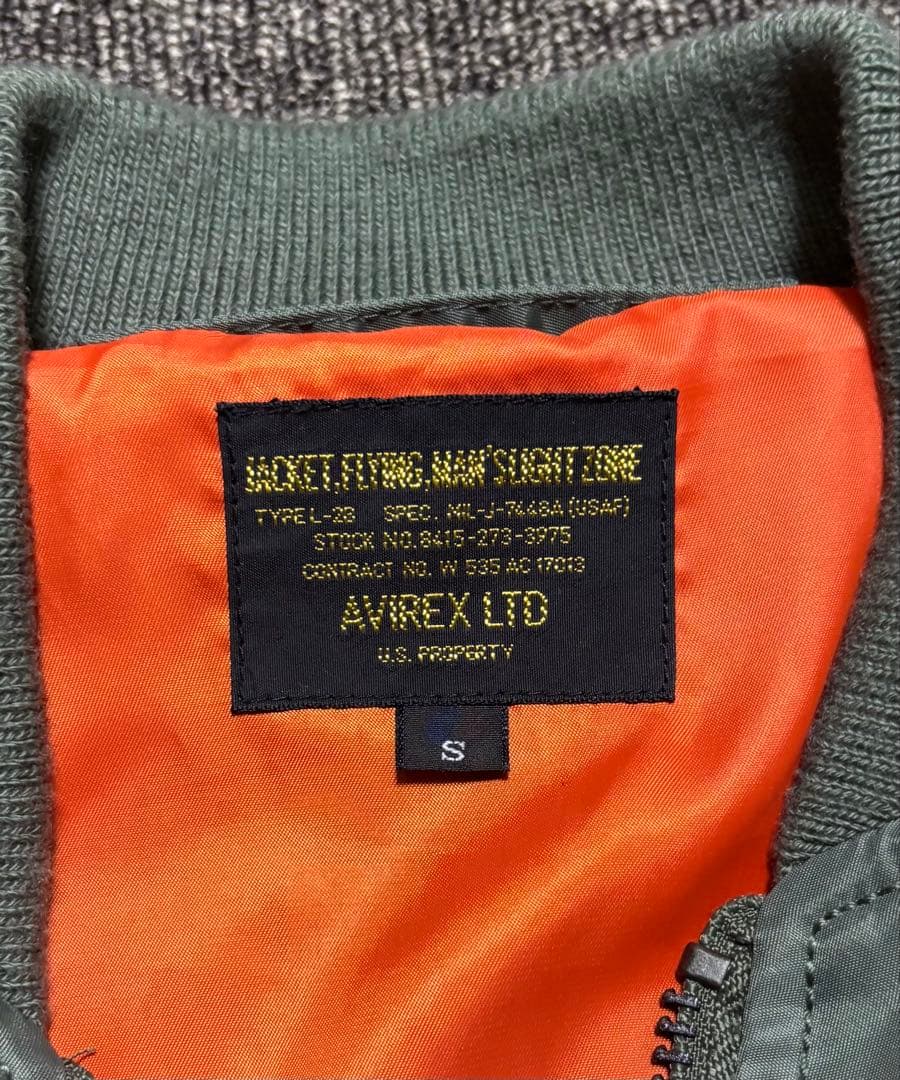 JACKET,FLYING,MAN'S LIGHT ZONE
TYPE L-2B SPEC. MIL-J-7448A (USAF)
STOCK NO. 8415-273-3975
CONTRACT NO. W 535 AC 17013
AVIREX LTD
U.S. PROPERTY
S